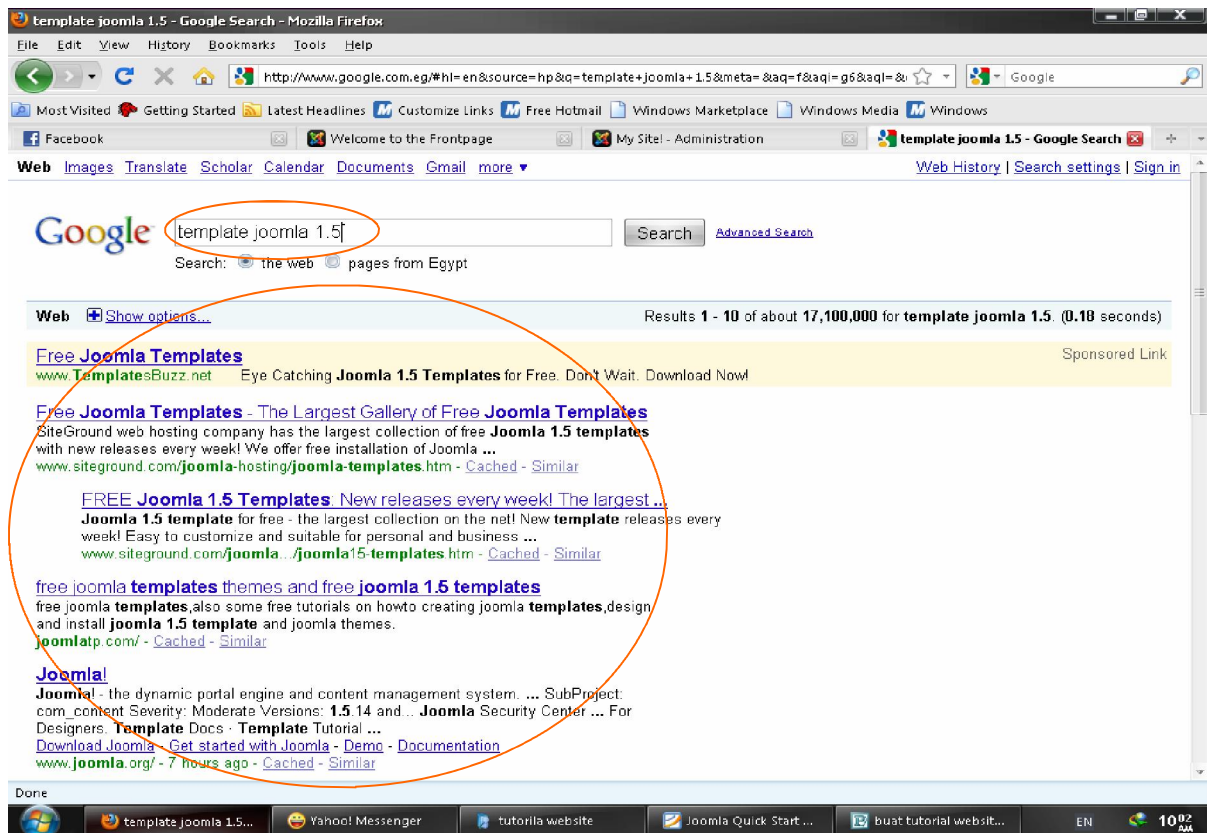 template joomla 1.5 - Google Search - Mozilla Firefox
File Edit View History Bookmarks Tools Help
http://www.google.com.eg/#hl=en&source=hp&q=template+joomla+1.5&meta=&aq=f&aqi=g6&aql=& Google
Most Visited Getting Started Latest Headlines Customize Links Free Hotmail Windows Marketplace Windows Media Windows
Facebook Welcome to the Frontpage My Site! - Administration template joomla 1.5 - Google Search
Web Images Translate Scholar Calendar Documents Gmail more ▼ Web History | Search settings | Sign in
Google template joomla 1.5 Search Advanced Search
Search: the web pages from Egypt
Web Show options... Results 1 - 10 of about 17,100,000 for template joomla 1.5. (0.18 seconds)
Free Joomla Templates Sponsored Link
www.TemplatesBuzz.net Eye Catching Joomla 1.5 Templates for Free. Don't Wait. Download Now!
Free Joomla Templates - The Largest Gallery of Free Joomla Templates
SiteGround web hosting company has the largest collection of free Joomla 1.5 templates
with new releases every week! We offer free installation of Joomla ...
www.siteground.com/joomla-hosting/joomla-templates.htm - Cached - Similar
FREE Joomla 1.5 Templates: New releases every week! The largest ...
Joomla 1.5 template for free - the largest collection on the net! New template releases every
week! Easy to customize and suitable for personal and business ...
www.siteground.com/joomla.../joomla15-templates.htm - Cached - Similar
free joomla templates themes and free joomla 1.5 templates
free joomla templates,also some free tutorials on howto creating joomla templates,design
and install joomla 1.5 template and joomla themes.
joomlatp.com/ - Cached - Similar
Joomla!
Joomla! - the dynamic portal engine and content management system. ... SubProject:
com_content Severity: Moderate Versions: 1.5.14 and... Joomla Security Center ... For
Designers. Template Docs · Template Tutorial ...
Download Joomla - Get started with Joomla - Demo - Documentation
www.joomla.org/ - 7 hours ago - Cached - Similar
Done
template joomla 1.5... Yahoo! Messenger tutorila website Joomla Quick Start ... buat tutorial websit... EN 10 02 AM